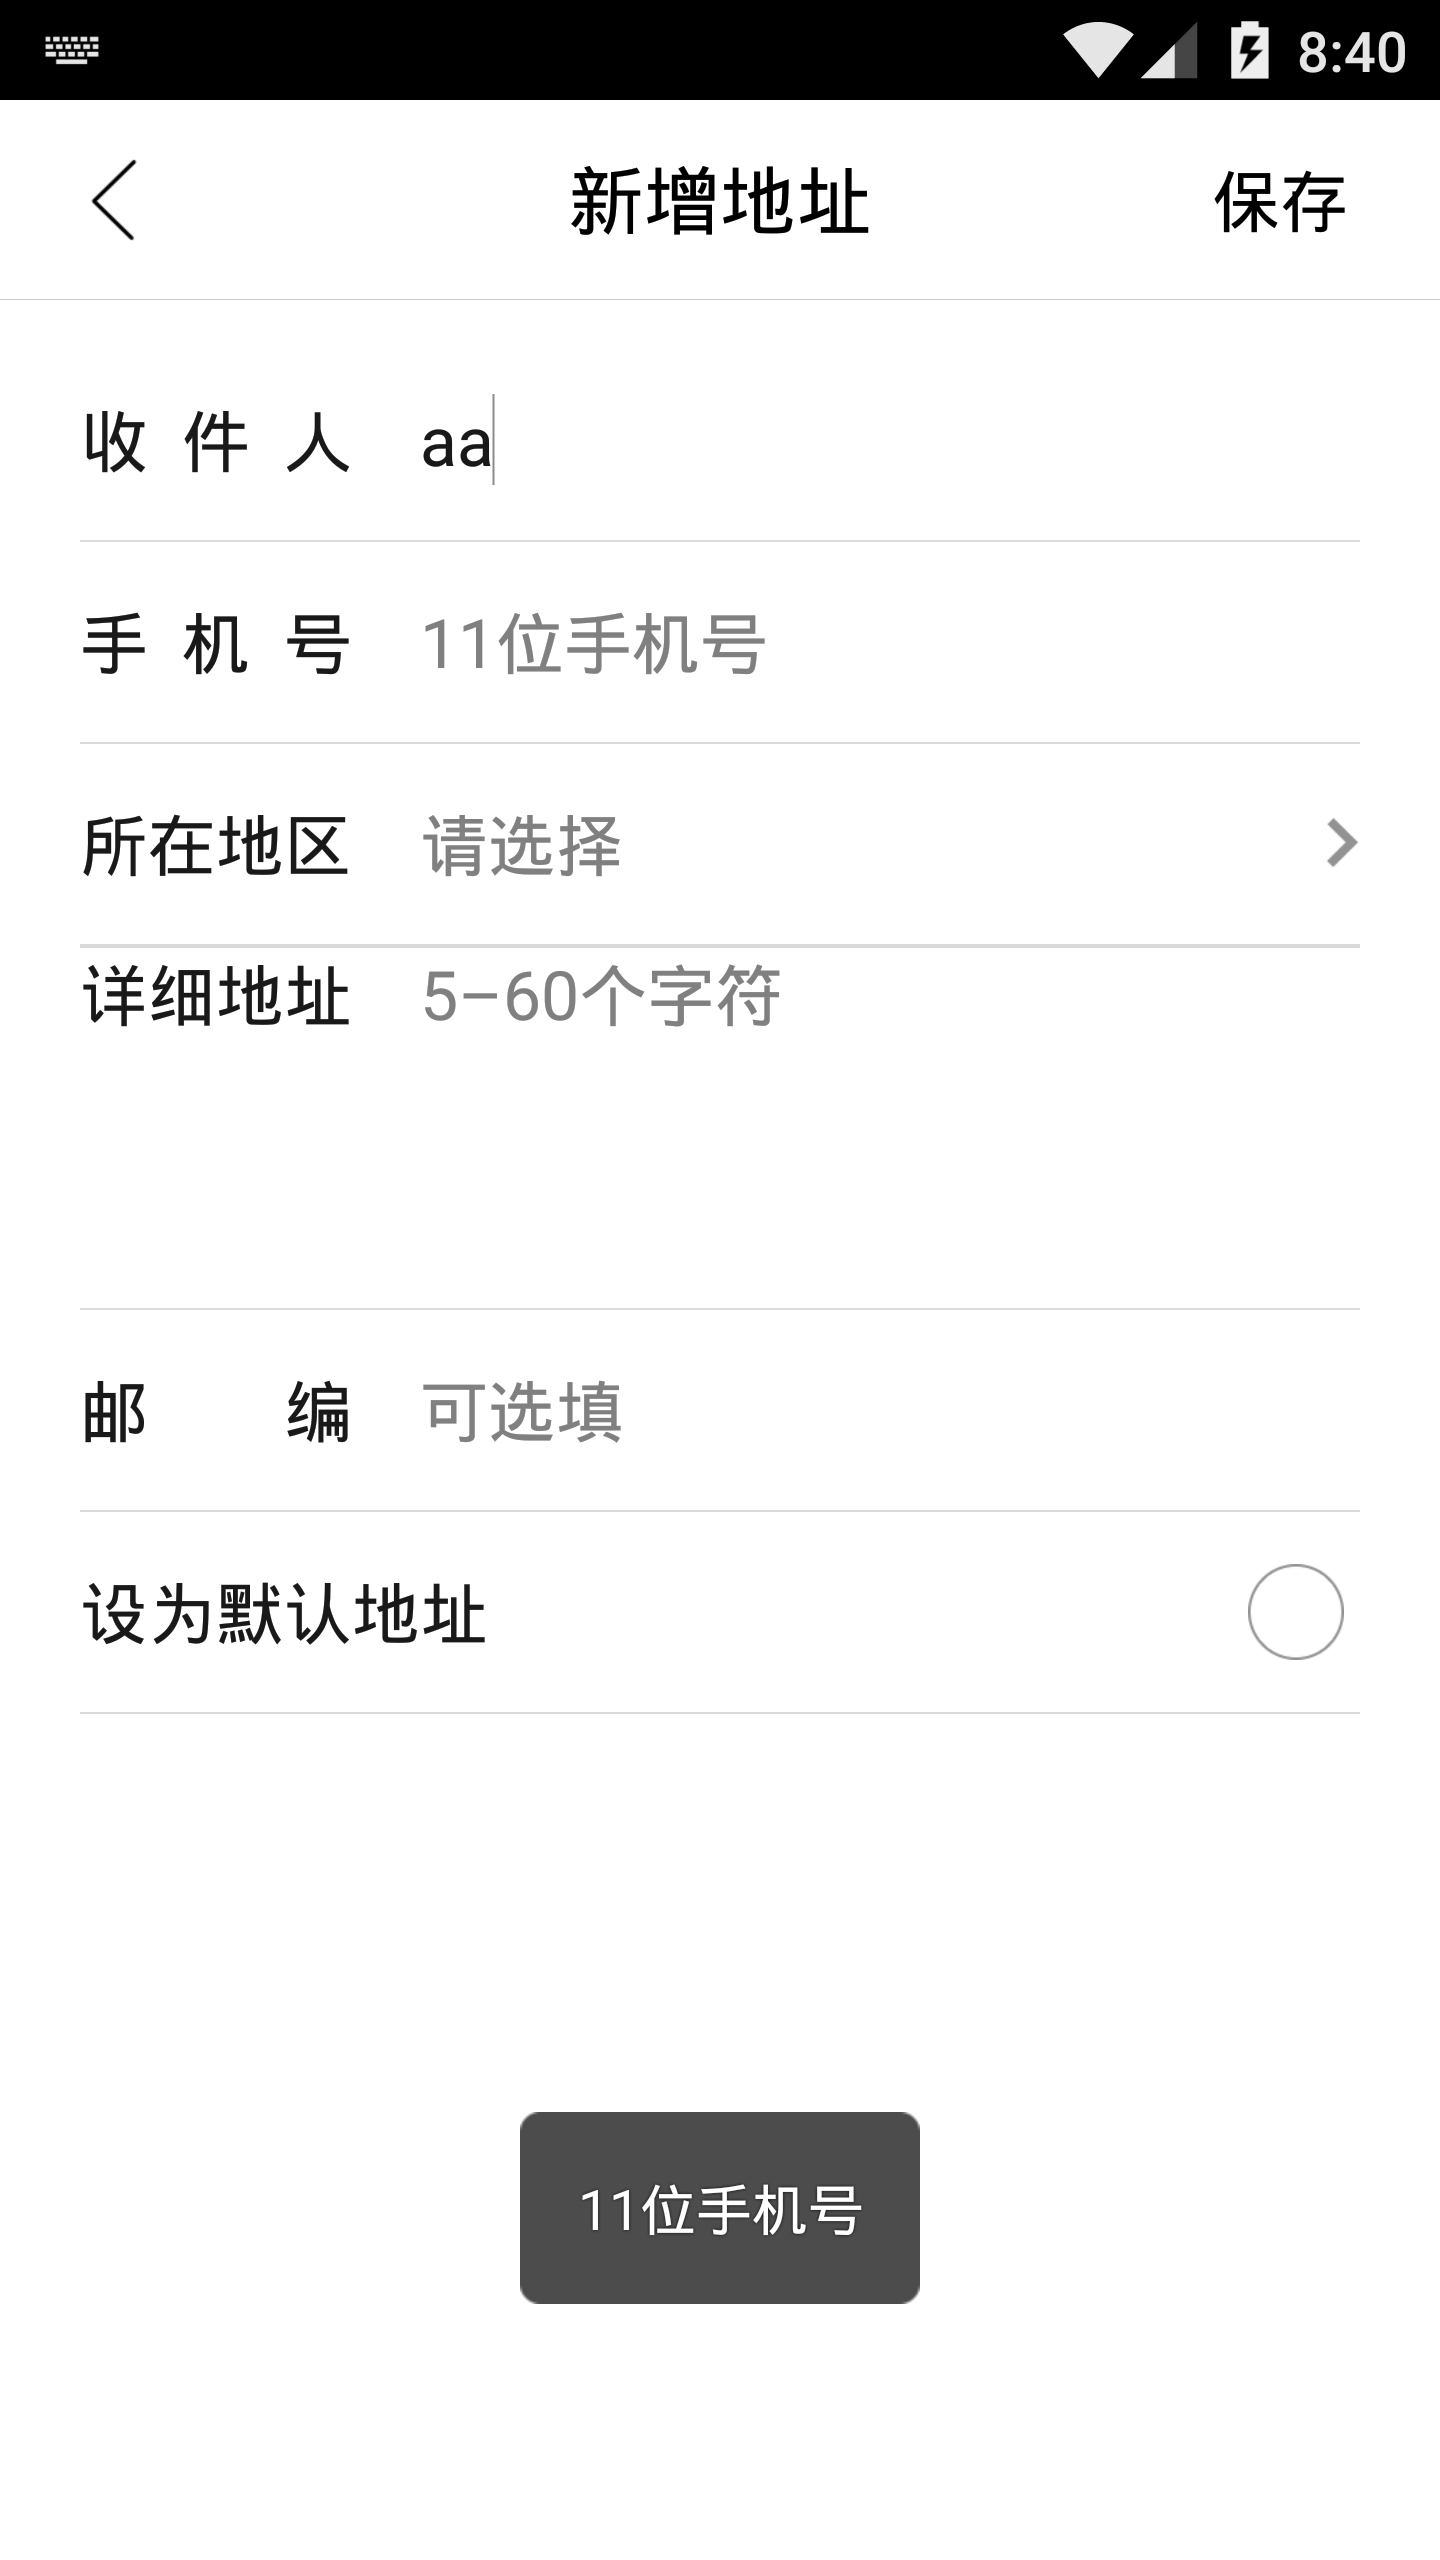 8:40
新增地址
保存
收件人 aa
手机号 11位手机号
所在地区 请选择
详细地址 5-60个字符
邮编 可选填
设为默认地址
11位手机号